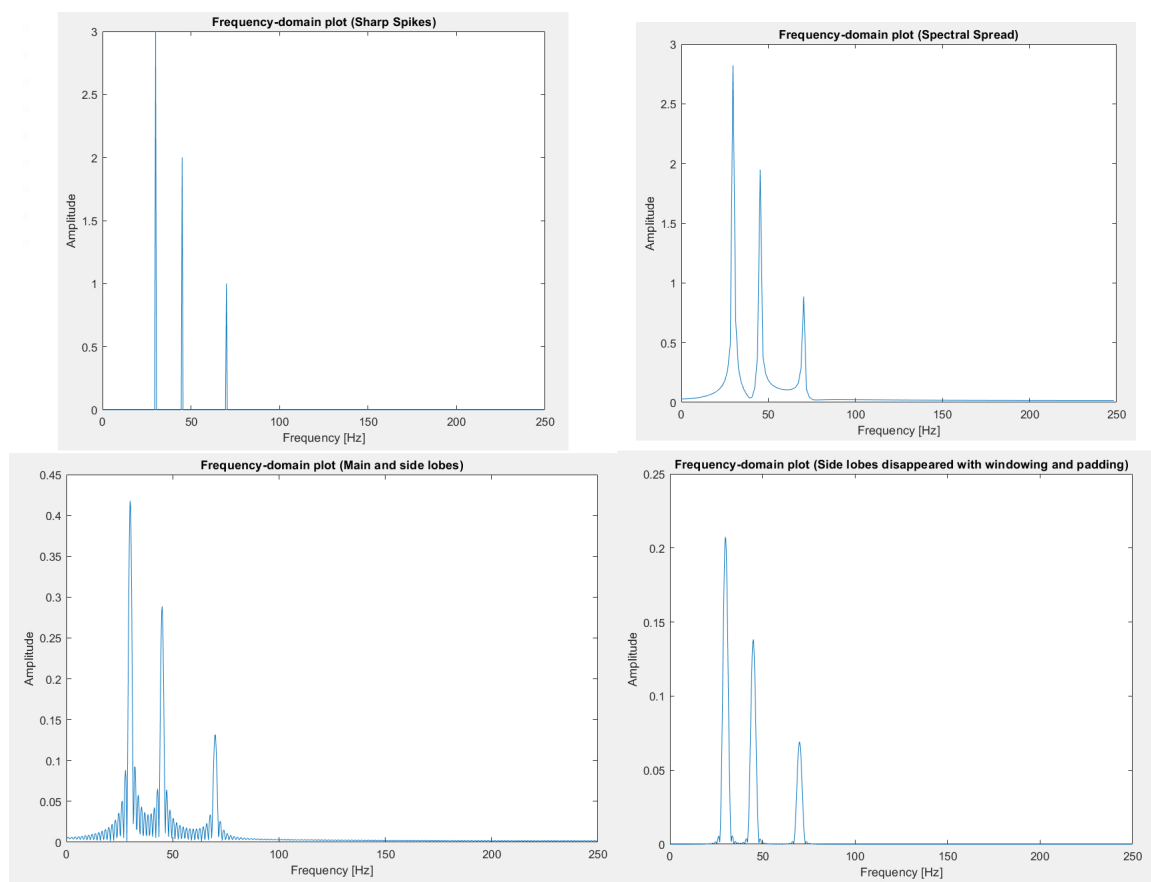 Frequency-domain plot (Sharp Spikes)
3
2.5
2
1.5
1
0.5
0
Amplitude
0 50 100 150 200 250
Frequency [Hz]
Frequency-domain plot (Spectral Spread)
3
2.5
2
1.5
1
0.5
0
Amplitude
0 50 100 150 200 250
Frequency [Hz]
Frequency-domain plot (Main and side lobes)
0.45
0.4
0.35
0.3
0.25
0.2
0.15
0.1
0.05
0
Amplitude
0 50 100 150 200 250
Frequency [Hz]
Frequency-domain plot (Side lobes disappeared with windowing and padding)
0.25
0.2
0.15
0.1
0.05
0
Amplitude
0 50 100 150 200 250
Frequency [Hz]